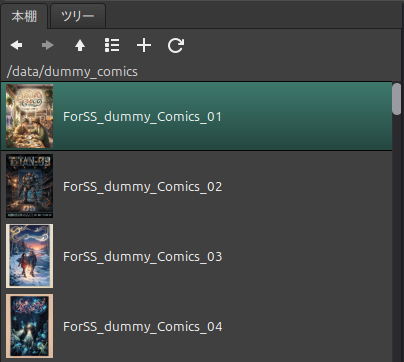 本棚 ツリー
/data/dummy_comics
ForSS_dummy_Comics_01
TITAN-09
ForSS_dummy_Comics_02
ForSS_dummy_Comics_03
ForSS_dummy_Comics_04